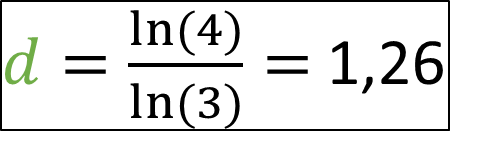 d = ln(4) / ln(3) = 1,26